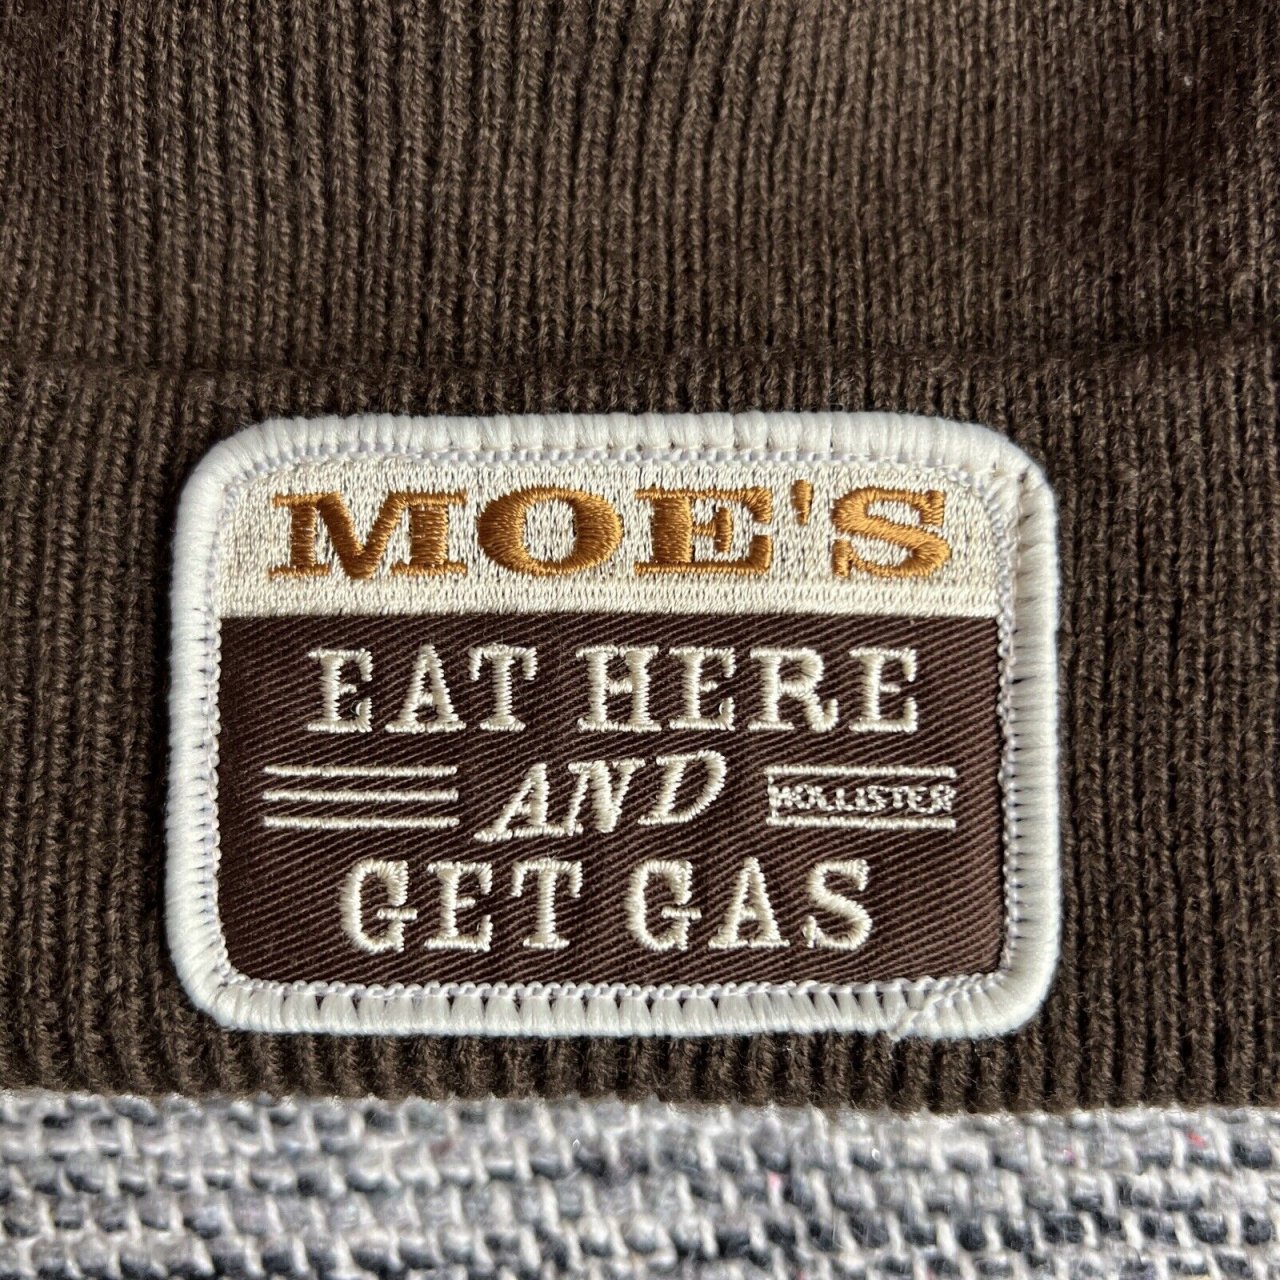 MOE'S
EAT HERE
AND
HOLLISTER
GET GAS